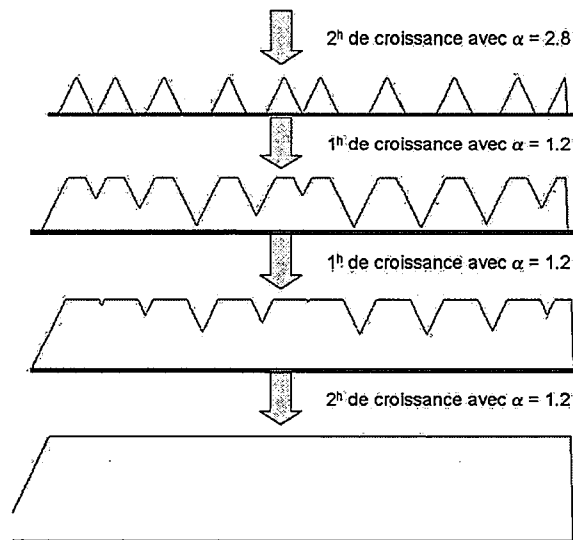 2ʰ de croissance avec α = 2.8
1ʰ de croissance avec α = 1.2
1ʰ de croissance avec α = 1.2
2ʰ de croissance avec α = 1.2